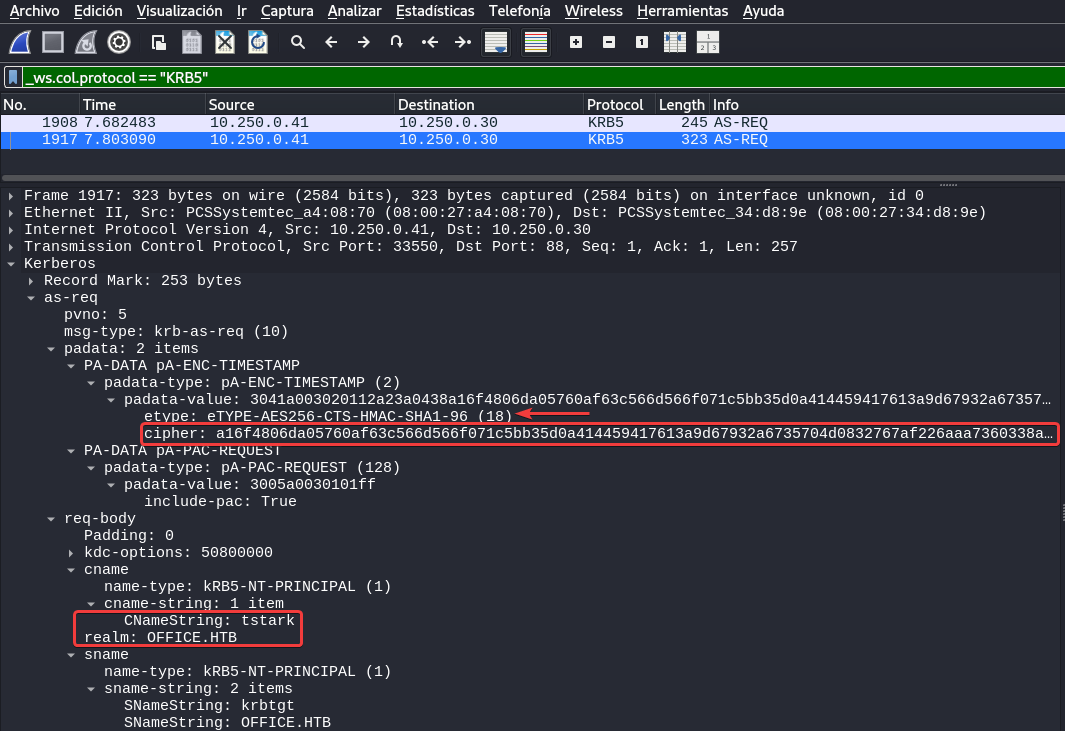 Archivo Edición Visualización Ir Captura Analizar Estadísticas Telefonía Wireless Herramientas Ayuda
_ws.col.protocol == "KRB5"
No. Time Source Destination Protocol Length Info
1908 7.682483 10.250.0.41 10.250.0.30 KRB5 245 AS-REQ
1917 7.803090 10.250.0.41 10.250.0.30 KRB5 323 AS-REQ
Frame 1917: 323 bytes on wire (2584 bits), 323 bytes captured (2584 bits) on interface unknown, id 0
Ethernet II, Src: PCSSystemtec_a4:08:70 (08:00:27:a4:08:70), Dst: PCSSystemtec_34:d8:9e (08:00:27:34:d8:9e)
Internet Protocol Version 4, Src: 10.250.0.41, Dst: 10.250.0.30
Transmission Control Protocol, Src Port: 33550, Dst Port: 88, Seq: 1, Ack: 1, Len: 257
Kerberos
Record Mark: 253 bytes
as-req
pvno: 5
msg-type: krb-as-req (10)
padata: 2 items
PA-DATA pA-ENC-TIMESTAMP
padata-type: pA-ENC-TIMESTAMP (2)
padata-value: 3041a003020112a23a0438a16f4806da05760af63c566d566f071c5bb35d0a414459417613a9d67932a67357…
etype: eTYPE-AES256-CTS-HMAC-SHA1-96 (18)
cipher: a16f4806da05760af63c566d566f071c5bb35d0a414459417613a9d67932a6735704d0832767af226aaa7360338a…
PA-DATA pA-PAC-REQUEST
padata-type: pA-PAC-REQUEST (128)
padata-value: 3005a0030101ff
include-pac: True
req-body
Padding: 0
kdc-options: 50800000
cname
name-type: kRB5-NT-PRINCIPAL (1)
cname-string: 1 item
CNameString: tstark
realm: OFFICE.HTB
sname
name-type: kRB5-NT-PRINCIPAL (1)
sname-string: 2 items
SNameString: krbtgt
SNameString: OFFICE.HTB